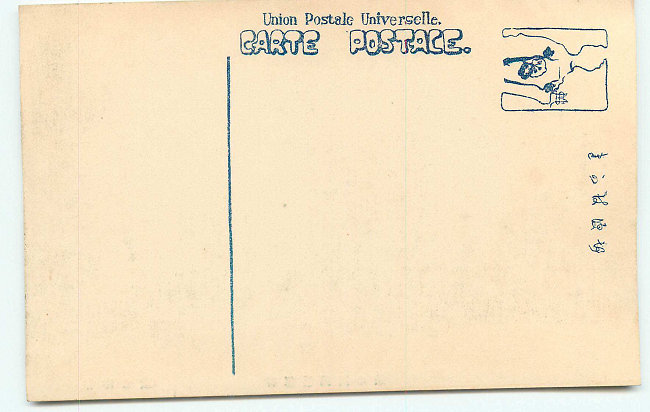 Union Postale Universelle.
CARTE POSTALE.